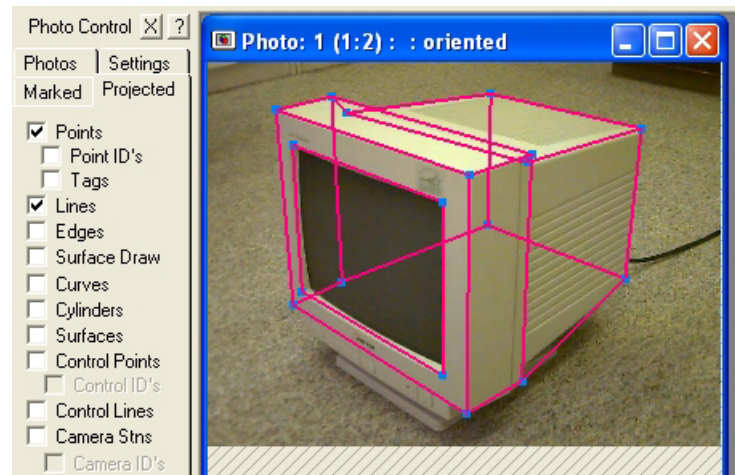 Photo Control X ?
Photos Settings
Marked Projected
Points
Point ID's
Tags
Lines
Edges
Surface Draw
Curves
Cylinders
Surfaces
Control Points
Control ID's
Control Lines
Camera Stns
Camera ID's
Photo: 1 (1:2) : : oriented